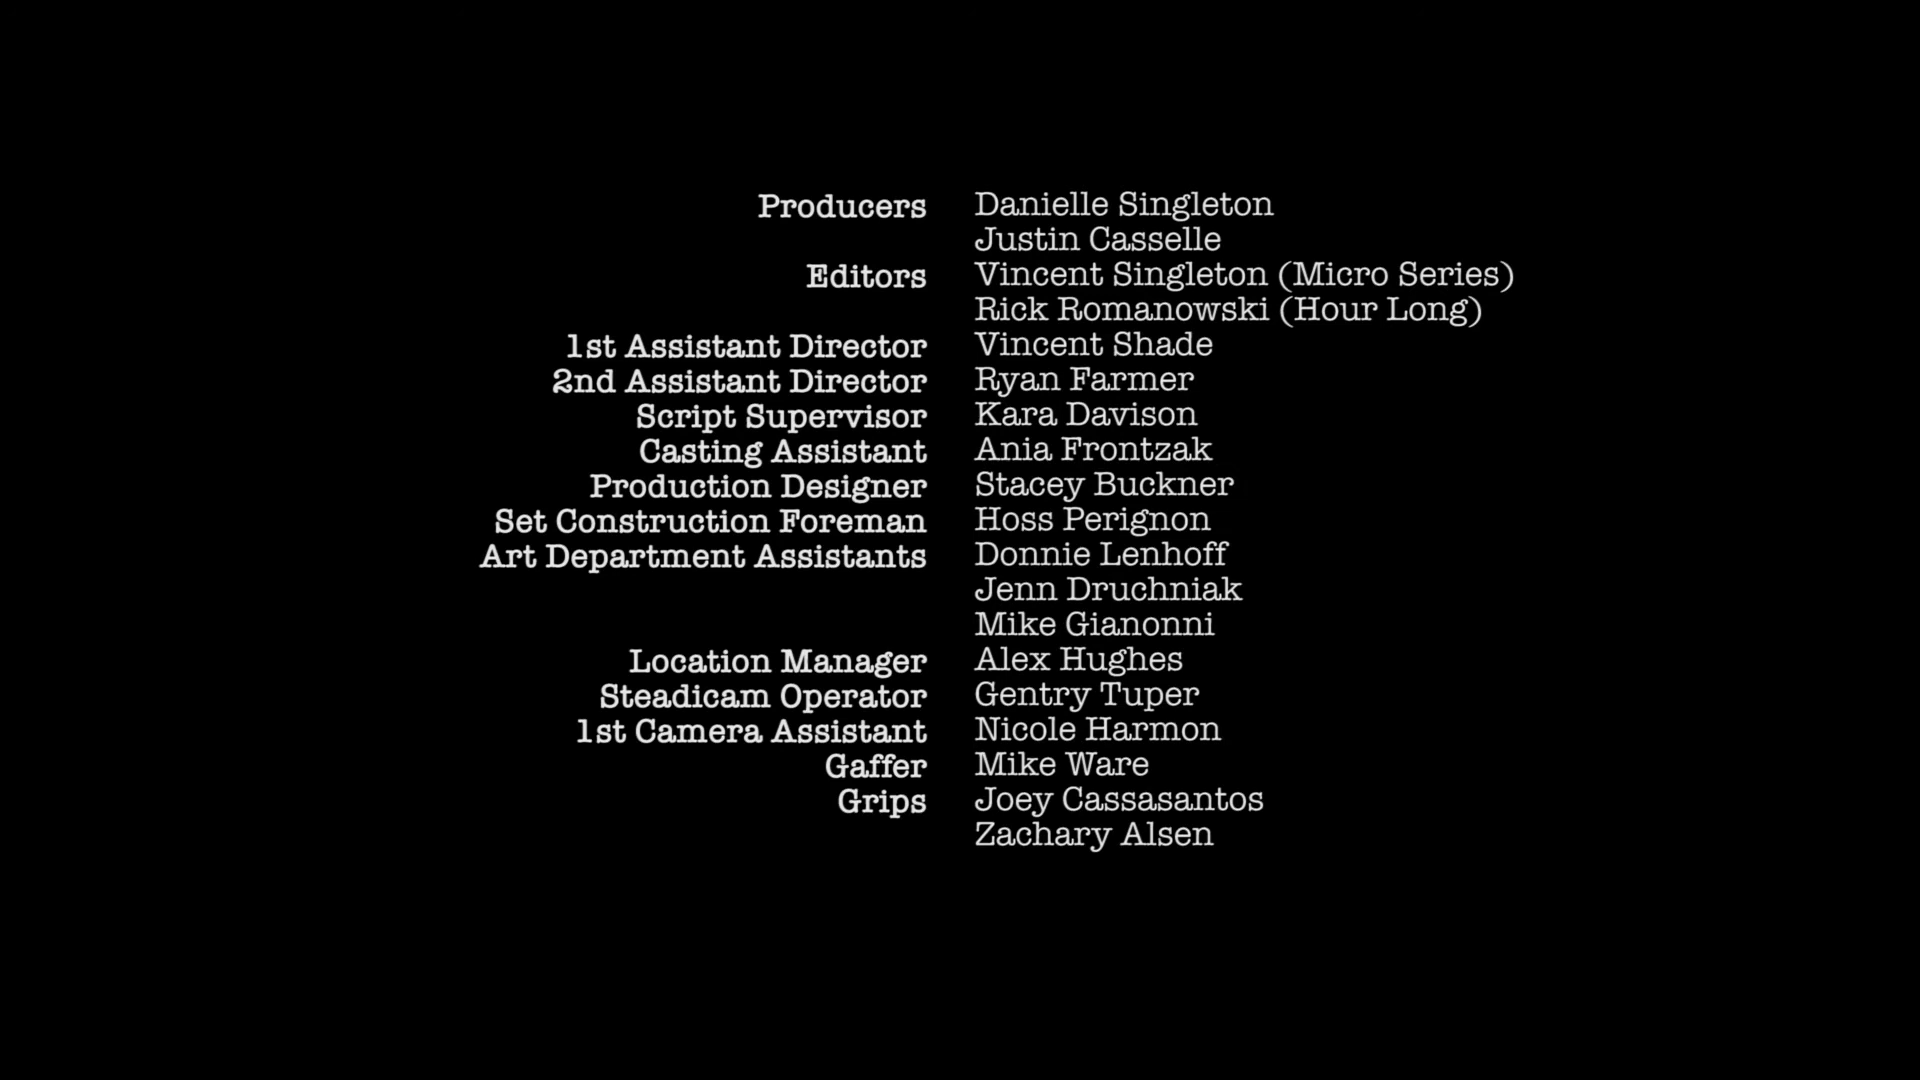 Producers Danielle Singleton
Justin Casselle
Editors Vincent Singleton (Micro Series)
Rick Romanowski (Hour Long)
1st Assistant Director Vincent Shade
2nd Assistant Director Ryan Farmer
Script Supervisor Kara Davison
Casting Assistant Ania Frontzak
Production Designer Stacey Buckner
Set Construction Foreman Hoss Perignon
Art Department Assistants Donnie Lenhoff
Jenn Druchniak
Mike Gianonni
Location Manager Alex Hughes
Steadicam Operator Gentry Tuper
1st Camera Assistant Nicole Harmon
Gaffer Mike Ware
Grips Joey Cassasantos
Zachary Alsen